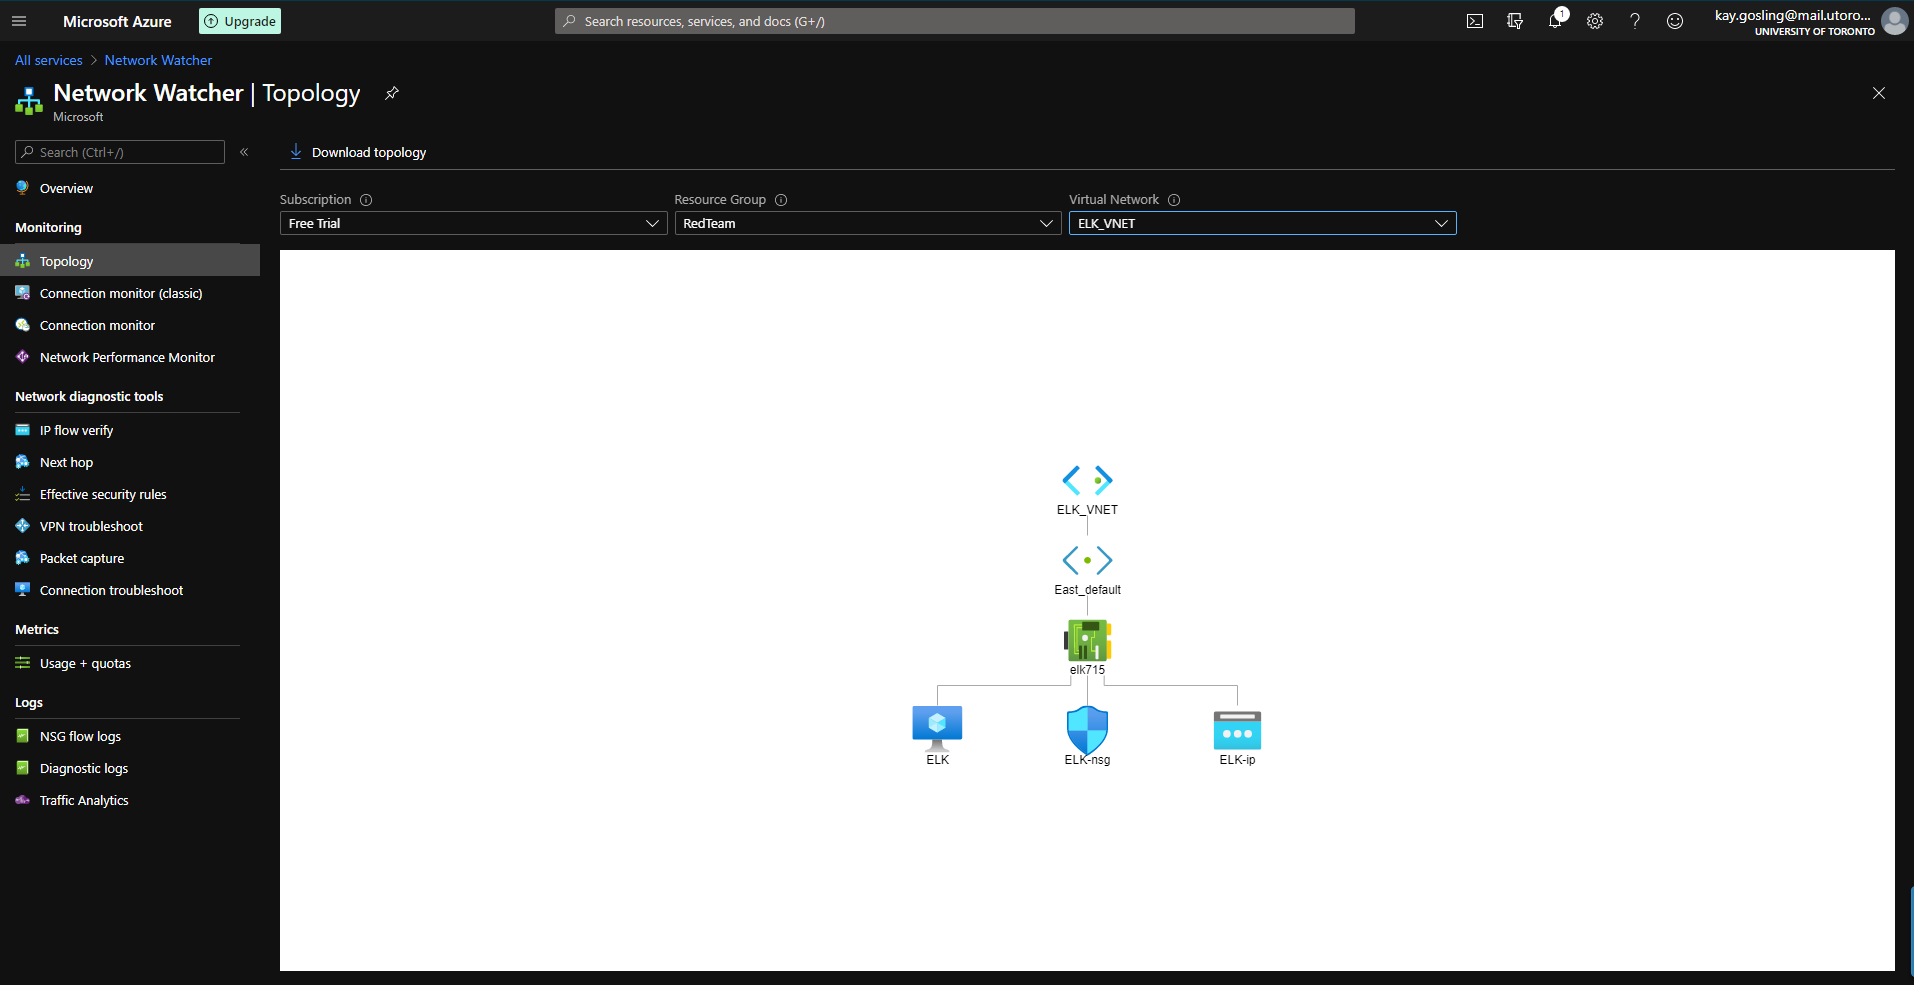 Microsoft Azure
Upgrade
Search resources, services, and docs (G+/)
1
kay.gosling@mail.utoro...
UNIVERSITY OF TORONTO
All services > Network Watcher
Network Watcher | Topology
Microsoft
Search (Ctrl+/)
«
Download topology
Overview
Monitoring
Topology
Connection monitor (classic)
Connection monitor
Network Performance Monitor
Network diagnostic tools
IP flow verify
Next hop
Effective security rules
VPN troubleshoot
Packet capture
Connection troubleshoot
Metrics
Usage + quotas
Logs
NSG flow logs
Diagnostic logs
Traffic Analytics
Subscription
Free Trial
Resource Group
RedTeam
Virtual Network
ELK_VNET
ELK_VNET
East_default
elk715
ELK
ELK-nsg
ELK-ip